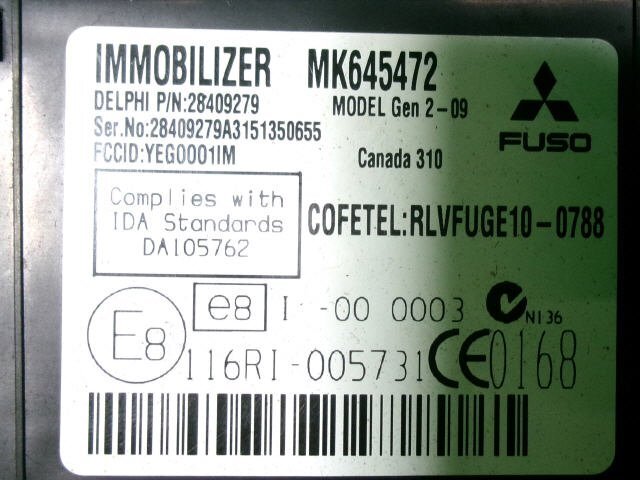 IMMOBILIZER MK645472
DELPHI P/N:28409279 MODEL Gen 2-09
Ser.No:28409279A3151350655
FUSO
FCCID:YEG0001IM Canada 310
Complies with
IDA Standards
DA105762
COFETEL:RLVFUGE10-0788
e8 I -00 0003 N136
E8
116RI-005731 CE0168